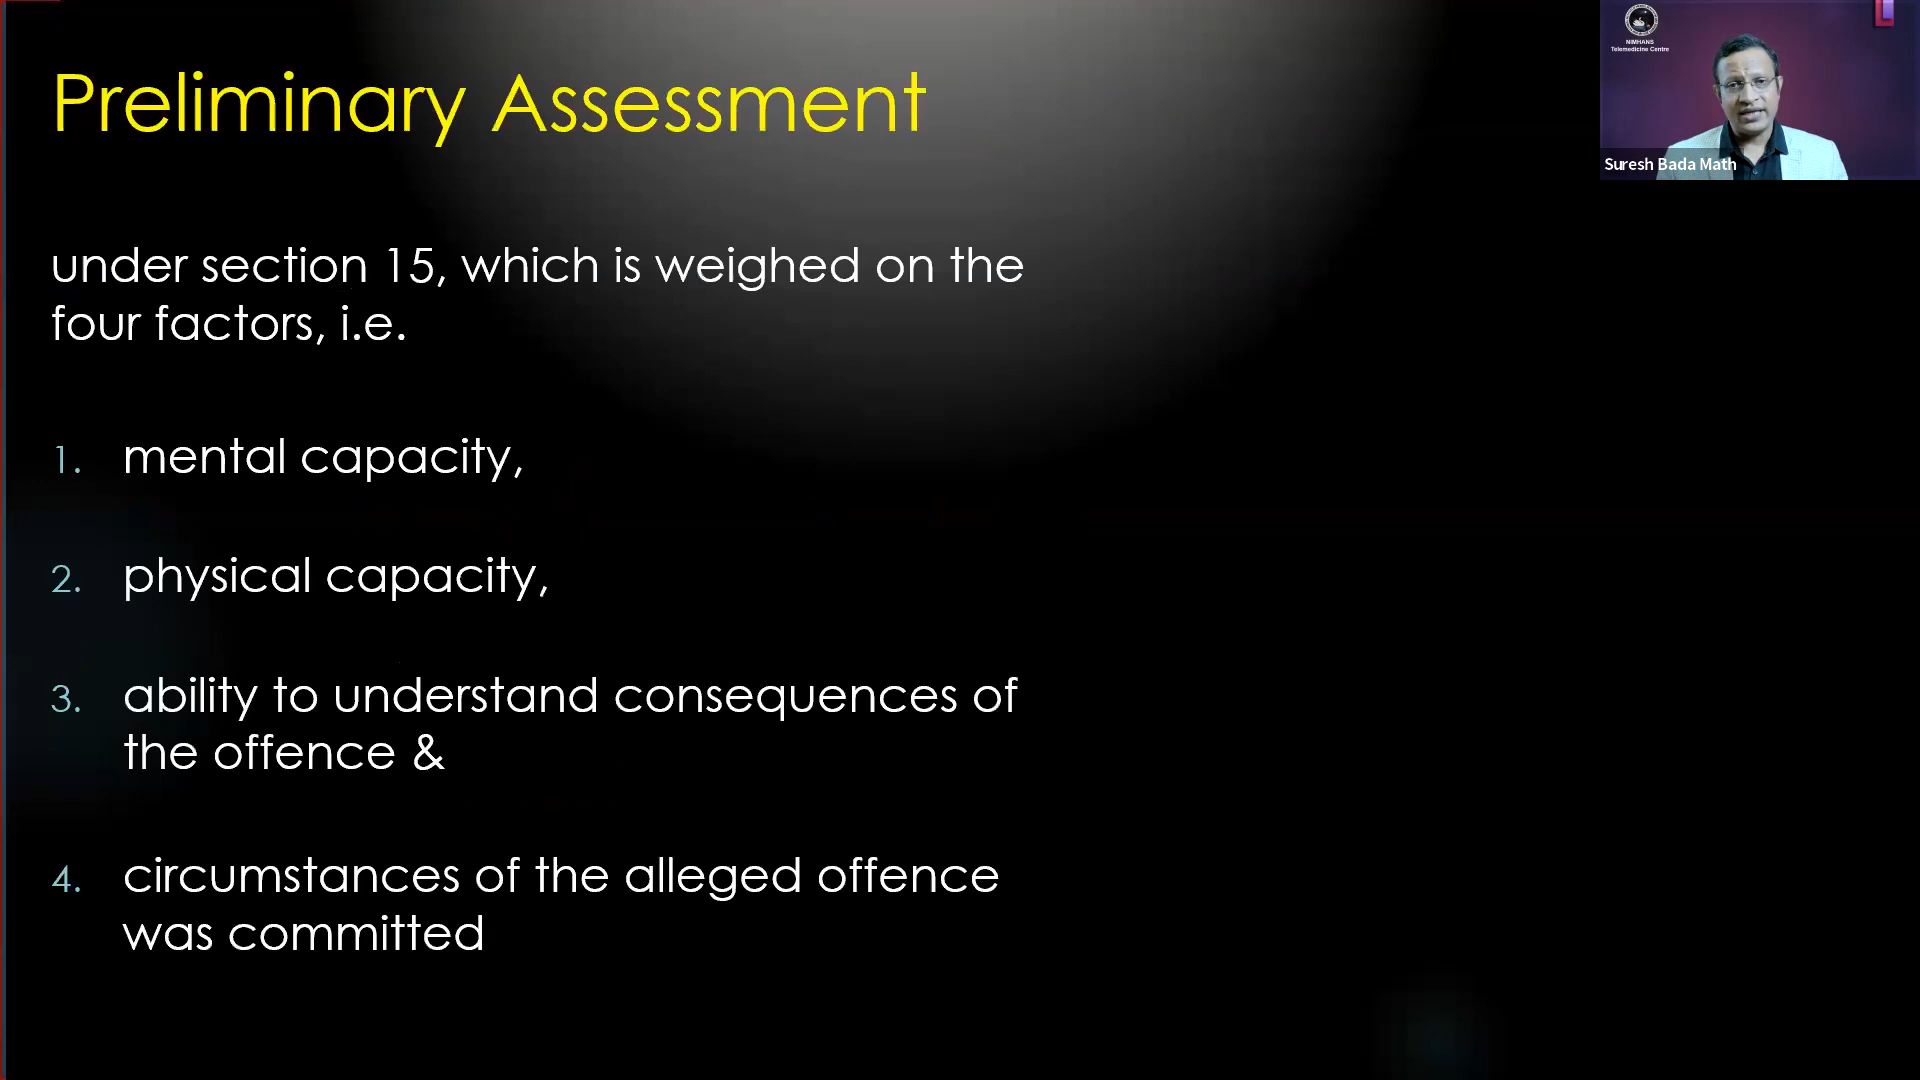 Preliminary Assessment
under section 15, which is weighed on the
four factors, i.e.
1. mental capacity,
2. physical capacity,
3. ability to understand consequences of
the offence &
4. circumstances of the alleged offence
was committed
NIMHANS
Telemedicine Centre
Suresh Bada Math